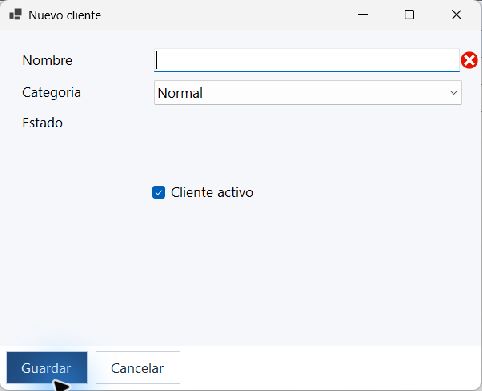 Nuevo cliente
Nombre
Categoria
Normal
Estado
Cliente activo
Guardar
Cancelar